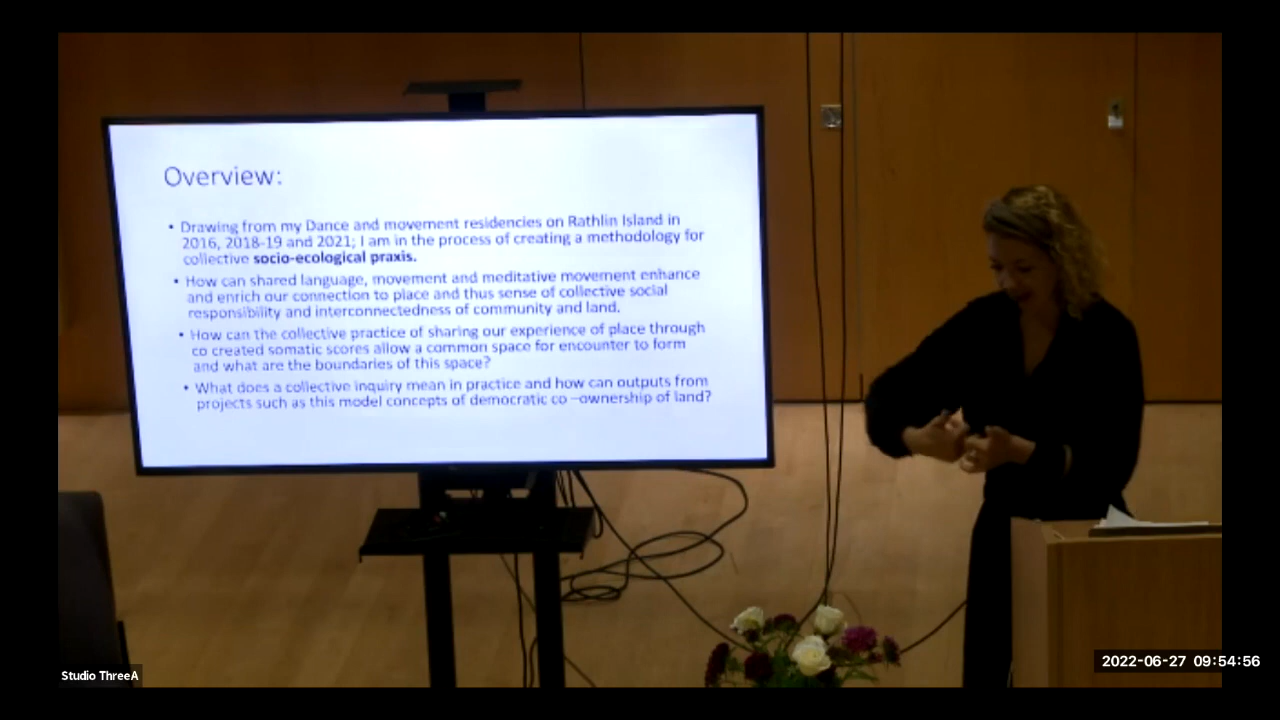 Overview:
• Drawing from my Dance and movement residencies on Rathlin Island in
2016, 2018-19 and 2021; I am in the process of creating a methodology for
collective socio-ecological praxis.
• How can shared language, movement and meditative movement enhance
and enrich our connection to place and thus sense of collective social
responsibility and interconnectedness of community and land.
• How can the collective practice of sharing our experience of place through
co created somatic scores allow a common space for encounter to form
and what are the boundaries of this space?
• What does a collective inquiry mean in practice and how can outputs from
projects such as this model concepts of democratic co –ownership of land?
Studio ThreeA
2022-06-27 09:54:56